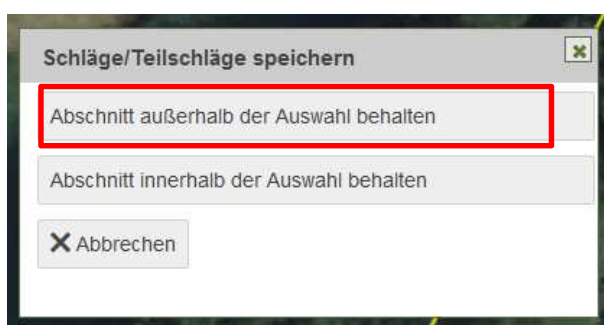 Schläge/Teilschläge speichern
Abschnitt außerhalb der Auswahl behalten
Abschnitt innerhalb der Auswahl behalten
Abbrechen